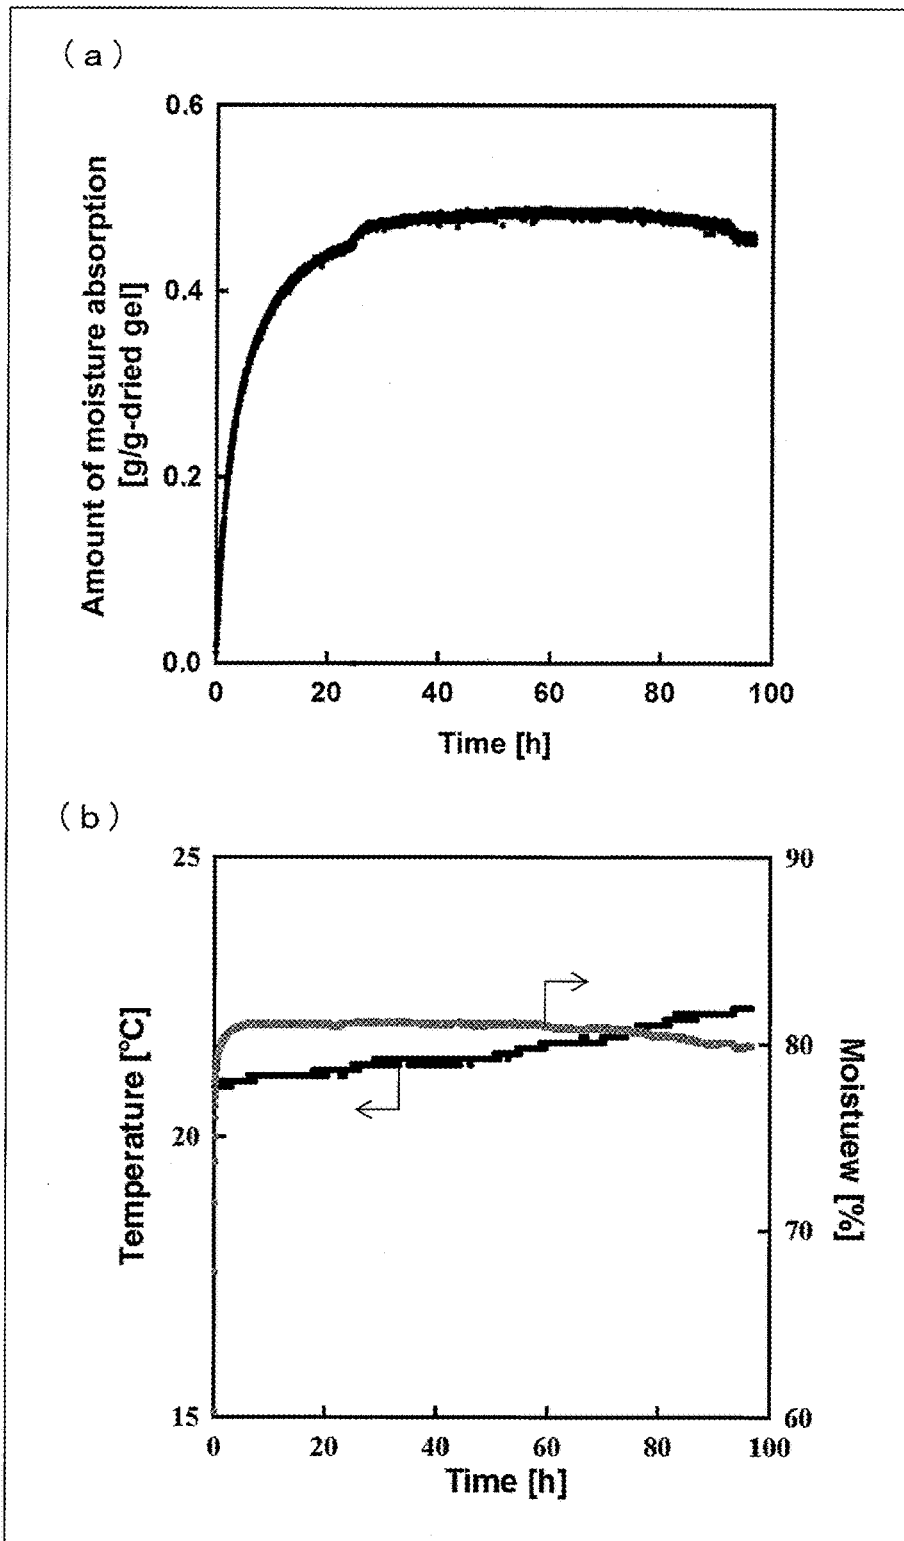 (a)
Amount of moisture absorption
[g/g-dried gel]
0.6
0.4
0.2
0.0
0 20 40 60 80 100
Time [h]
(b)
Temperature [°C]
25
20
15
90
80
70
60
Moistuew [%]
0 20 40 60 80 100
Time [h]